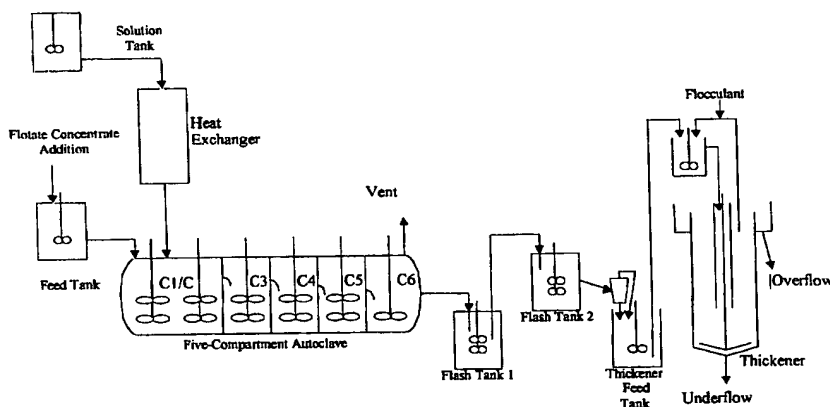 Solution
Tank
Flotate Concentrate
Addition
Heat
Exchanger
Feed Tank
Vent
C1/C
C3
C4
C5
C6
Five-Compartment Autoclave
Flash Tank 1
Flash Tank 2
Thickener
Feed
Tank
Flocculant
Overflow
Thickener
Underflow